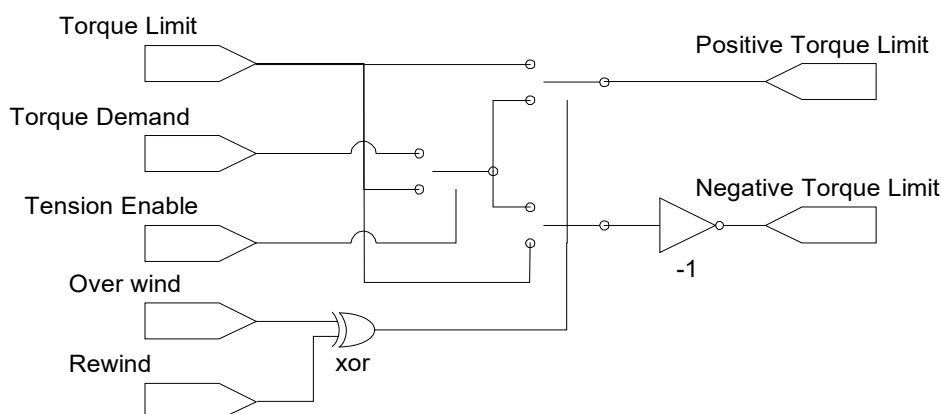 Torque Limit
Positive Torque Limit
Torque Demand
Tension Enable
Negative Torque Limit
-1
Over wind
Rewind
xor